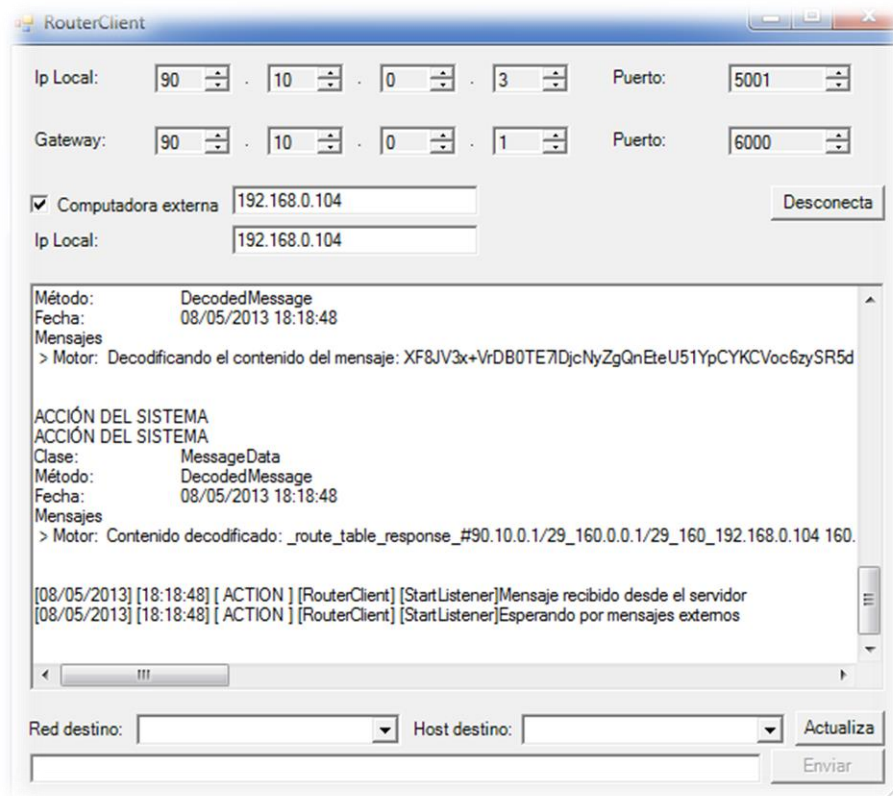 RouterClient
Ip Local: 90 . 10 . 0 . 3 Puerto: 5001
Gateway: 90 . 10 . 0 . 1 Puerto: 6000
Computadora externa 192.168.0.104 Desconecta
Ip Local: 192.168.0.104
Método: DecodedMessage
Fecha: 08/05/2013 18:18:48
Mensajes
> Motor: Decodificando el contenido del mensaje: XF8JV3x+VrDB0TE7lDjcNyZgQnEteU51YpCYKCVoc6zySR5d
ACCIÓN DEL SISTEMA
ACCIÓN DEL SISTEMA
Clase: MessageData
Método: DecodedMessage
Fecha: 08/05/2013 18:18:48
Mensajes
> Motor: Contenido decodificado: _route_table_response_#90.10.0.1/29_160.0.0.1/29_160_192.168.0.104 160.
[08/05/2013] [18:18:48] [ ACTION ] [RouterClient] [StartListener]Mensaje recibido desde el servidor
[08/05/2013] [18:18:48] [ ACTION ] [RouterClient] [StartListener]Esperando por mensajes externos
Red destino: Host destino: Actualiza
Enviar